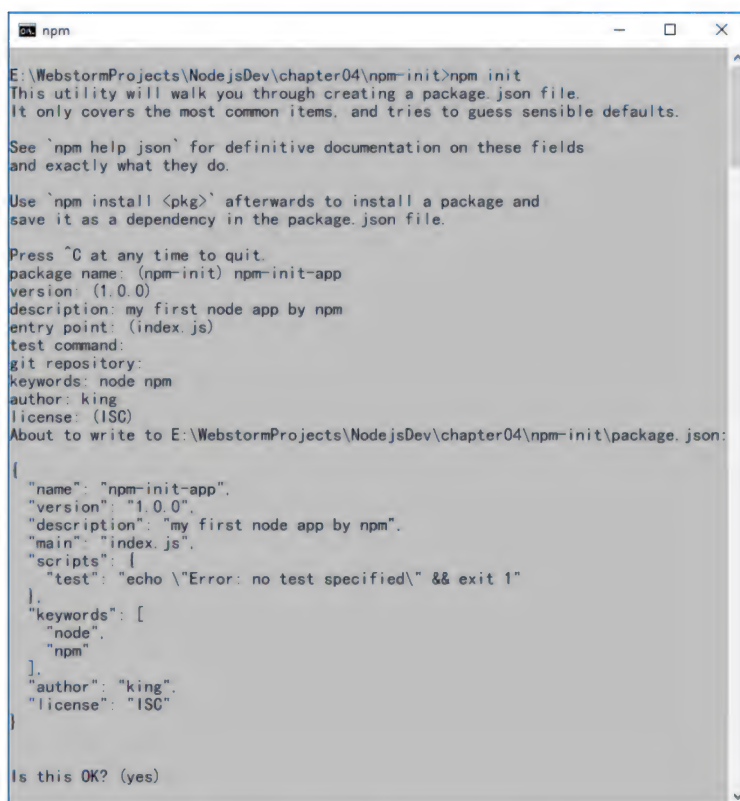 npm
E:\WebstormProjects\NodejsDev\chapter04\npm-init>npm init
This utility will walk you through creating a package.json file.
It only covers the most common items, and tries to guess sensible defaults.
See `npm help json` for definitive documentation on these fields
and exactly what they do.
Use `npm install <pkg>` afterwards to install a package and
save it as a dependency in the package.json file.
Press ^C at any time to quit.
package name: (npm-init) npm-init-app
version: (1.0.0)
description: my first node app by npm
entry point: (index.js)
test command:
git repository:
keywords: node npm
author: king
license: (ISC)
About to write to E:\WebstormProjects\NodejsDev\chapter04\npm-init\package.json:
{
  "name": "npm-init-app",
  "version": "1.0.0",
  "description": "my first node app by npm",
  "main": "index.js",
  "scripts": {
    "test": "echo \"Error: no test specified\" && exit 1"
  },
  "keywords": [
    "node",
    "npm"
  ],
  "author": "king",
  "license": "ISC"
}
Is this OK? (yes)